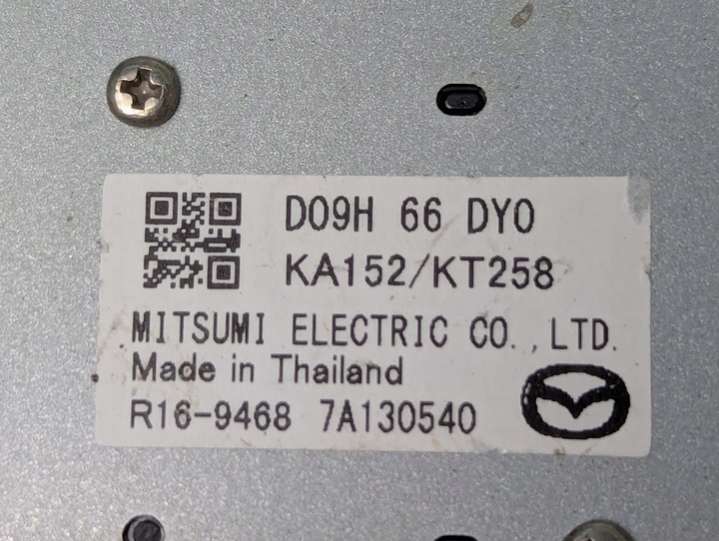 D09H 66 DY0
KA152/KT258
MITSUMI ELECTRIC CO.,LTD.
Made in Thailand
R16-9468 7A130540